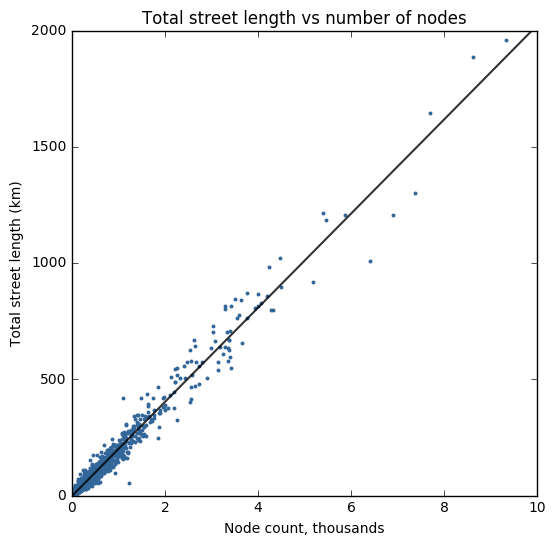 Total street length vs number of nodes
2000
1500
1000
500
0
Total street length (km)
0 2 4 6 8 10
Node count, thousands